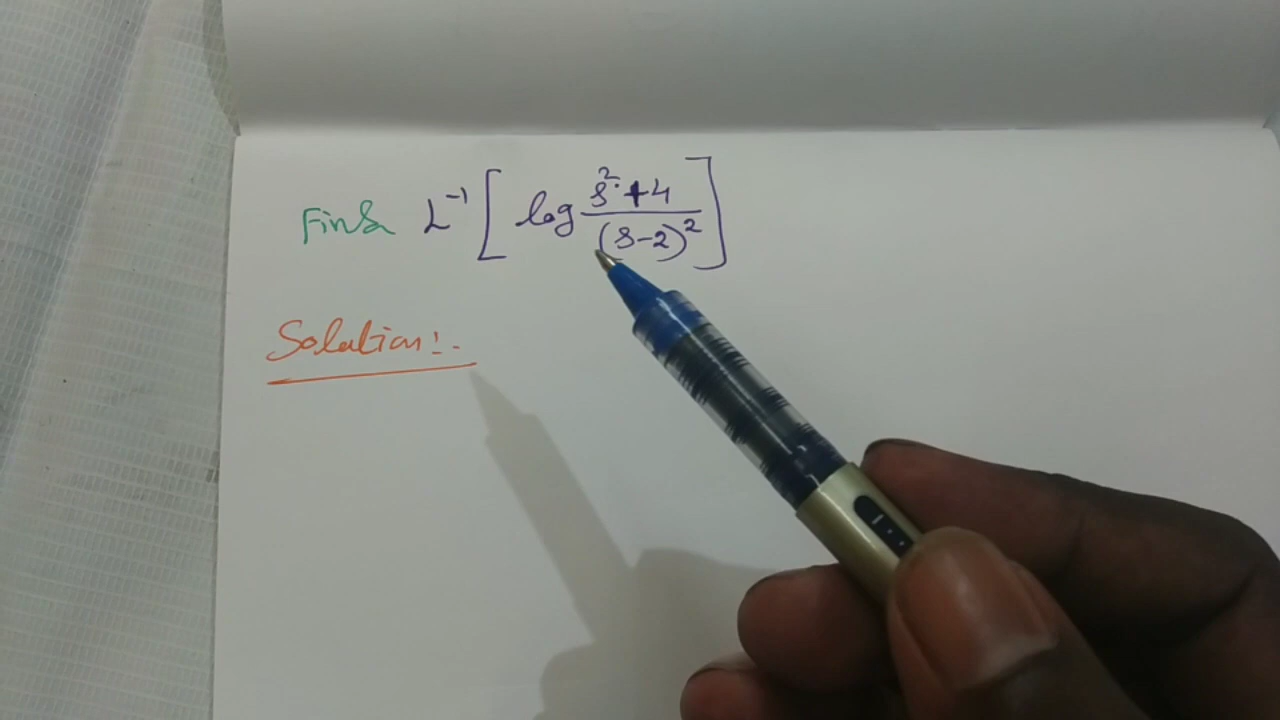 Find L⁻¹ [ log (s²+4)/(s-2)² ]
Solution:-